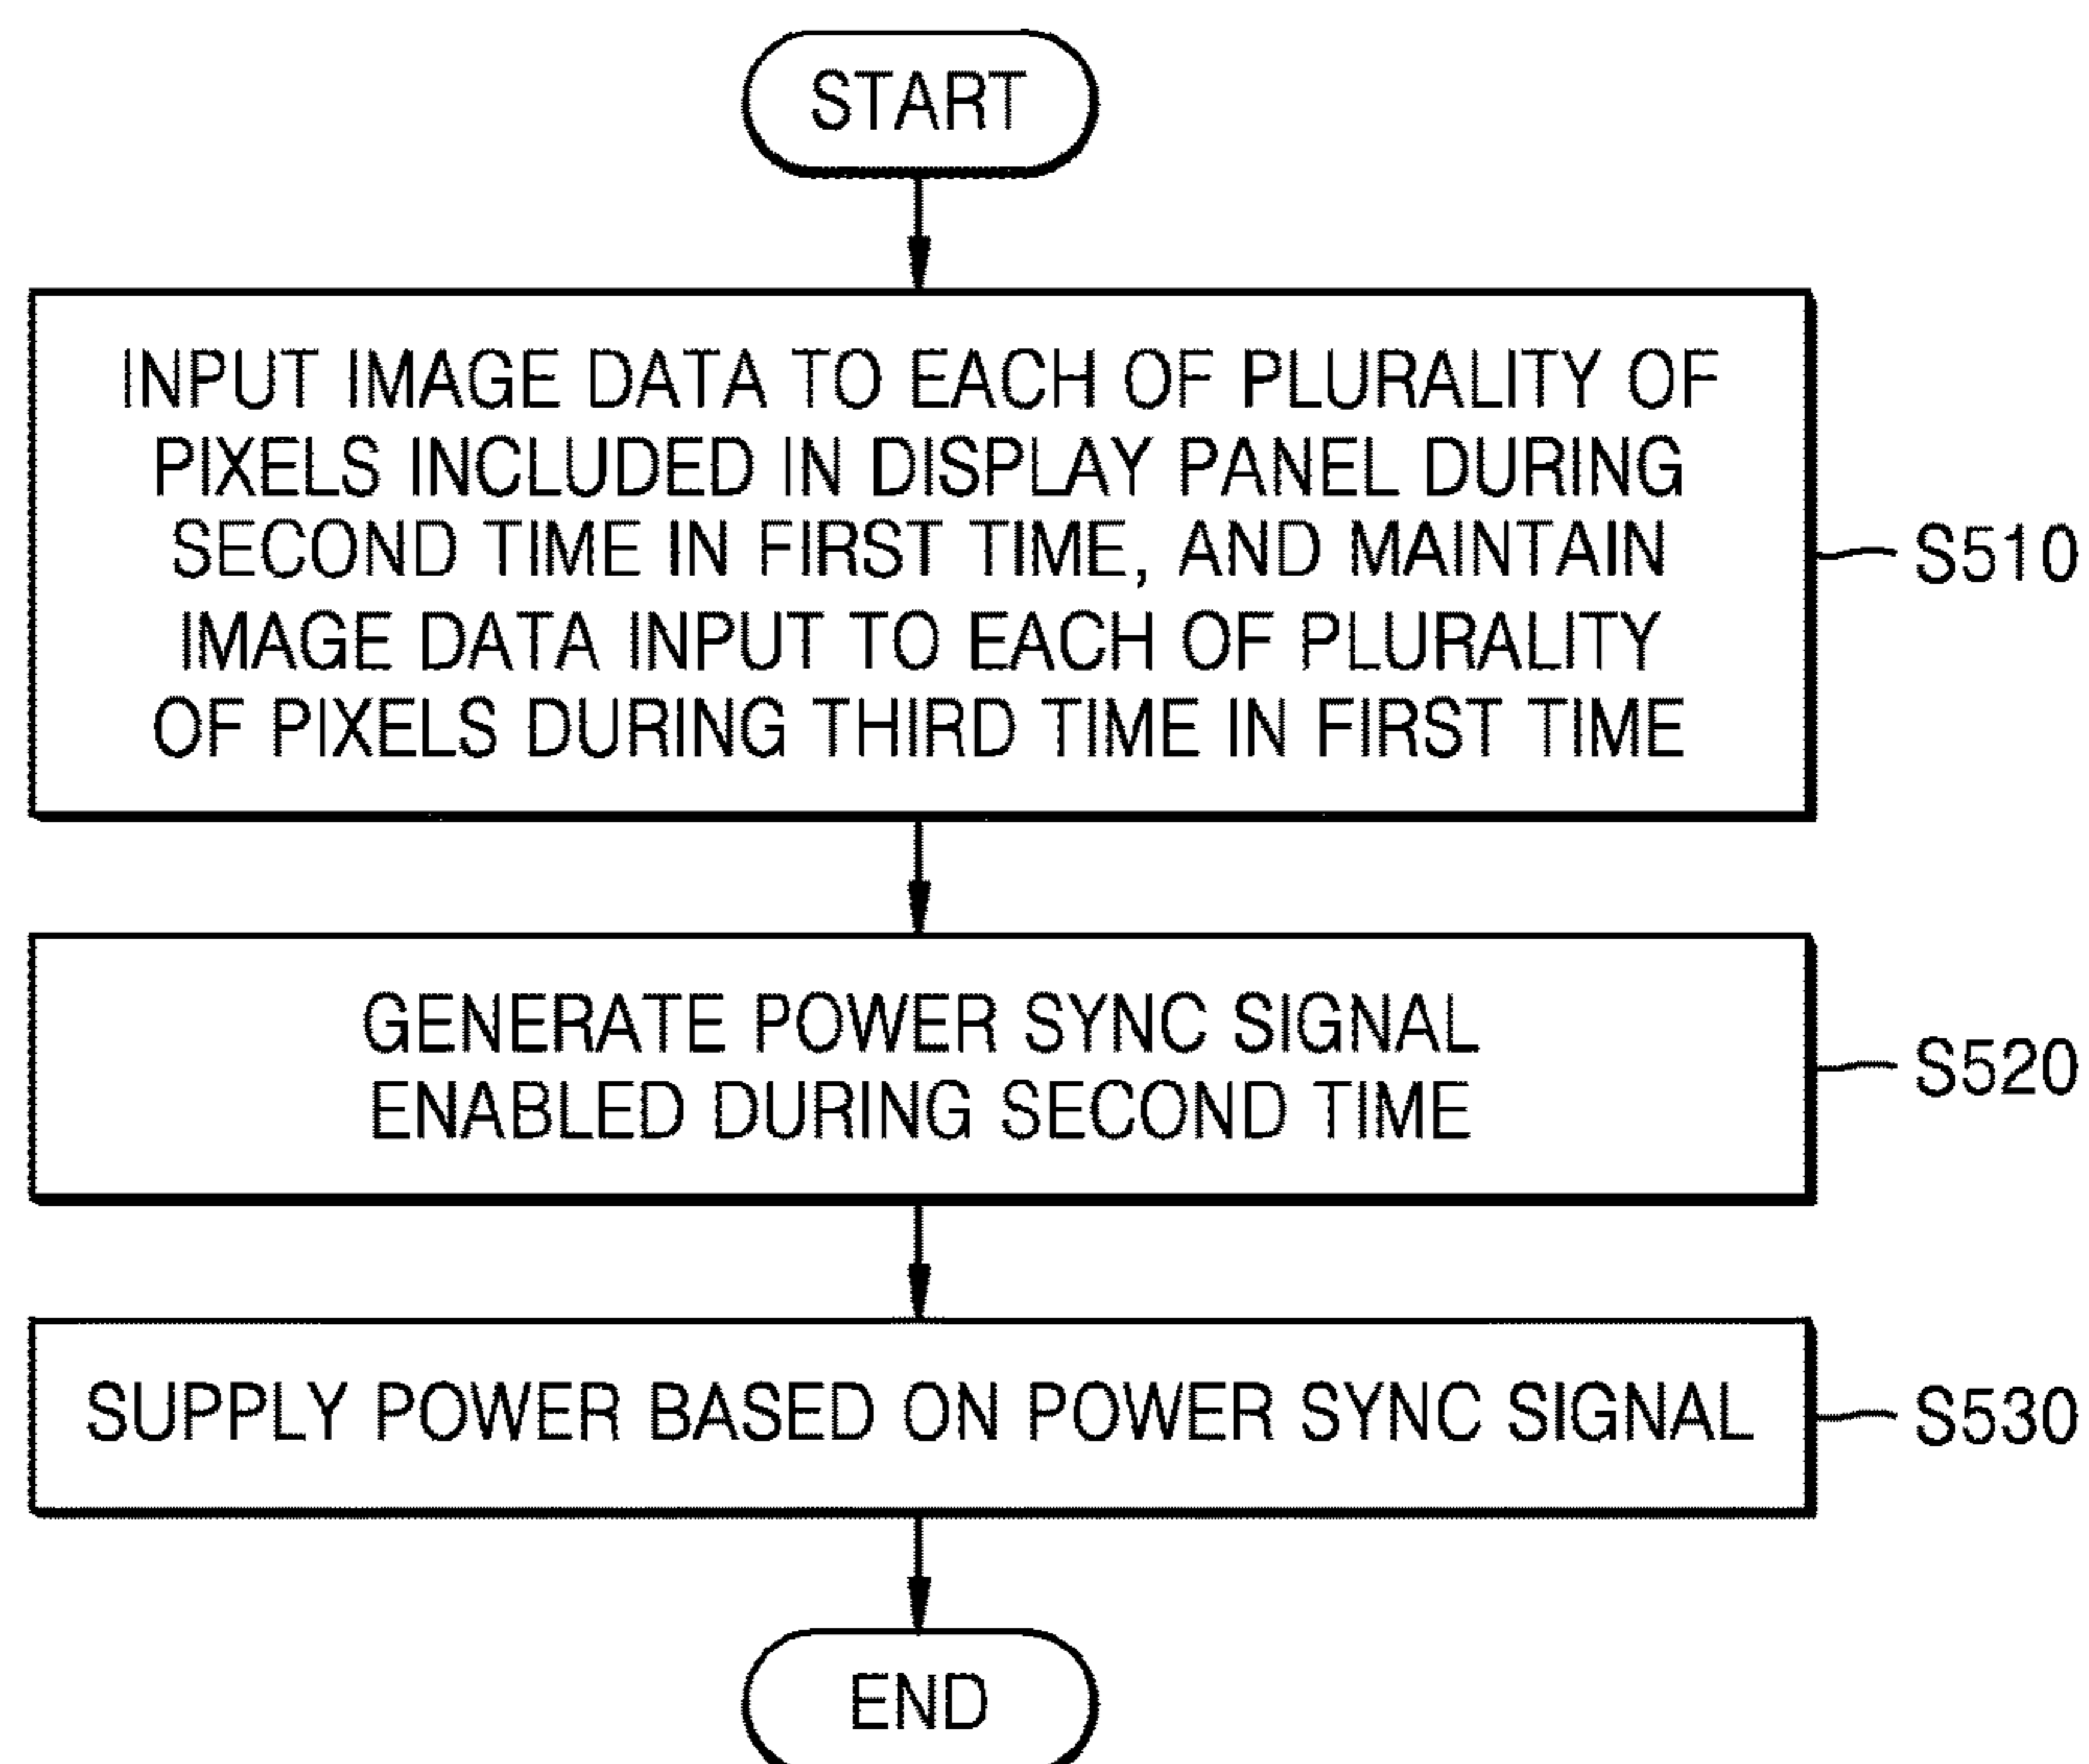 START
INPUT IMAGE DATA TO EACH OF PLURALITY OF
PIXELS INCLUDED IN DISPLAY PANEL DURING
SECOND TIME IN FIRST TIME, AND MAINTAIN
IMAGE DATA INPUT TO EACH OF PLURALITY
OF PIXELS DURING THIRD TIME IN FIRST TIME
S510
GENERATE POWER SYNC SIGNAL
ENABLED DURING SECOND TIME
S520
SUPPLY POWER BASED ON POWER SYNC SIGNAL
S530
END